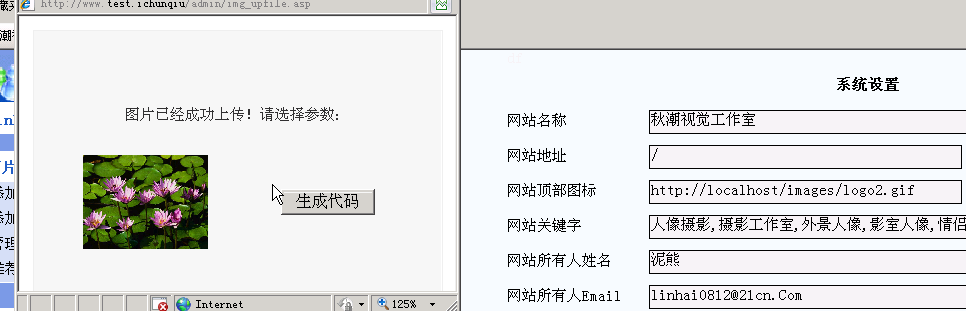 http://www.test.ichunqiu/admin/img_upfile.asp
图片已经成功上传！请选择参数：
生成代码
Internet
125%
系统设置
网站名称 秋潮视觉工作室
网站地址 /
网站顶部图标 http://localhost/images/logo2.gif
网站关键字 人像摄影,摄影工作室,外景人像,影室人像,情侣
网站所有人姓名 泥熊
网站所有人Email linhai0812@21cn.Com